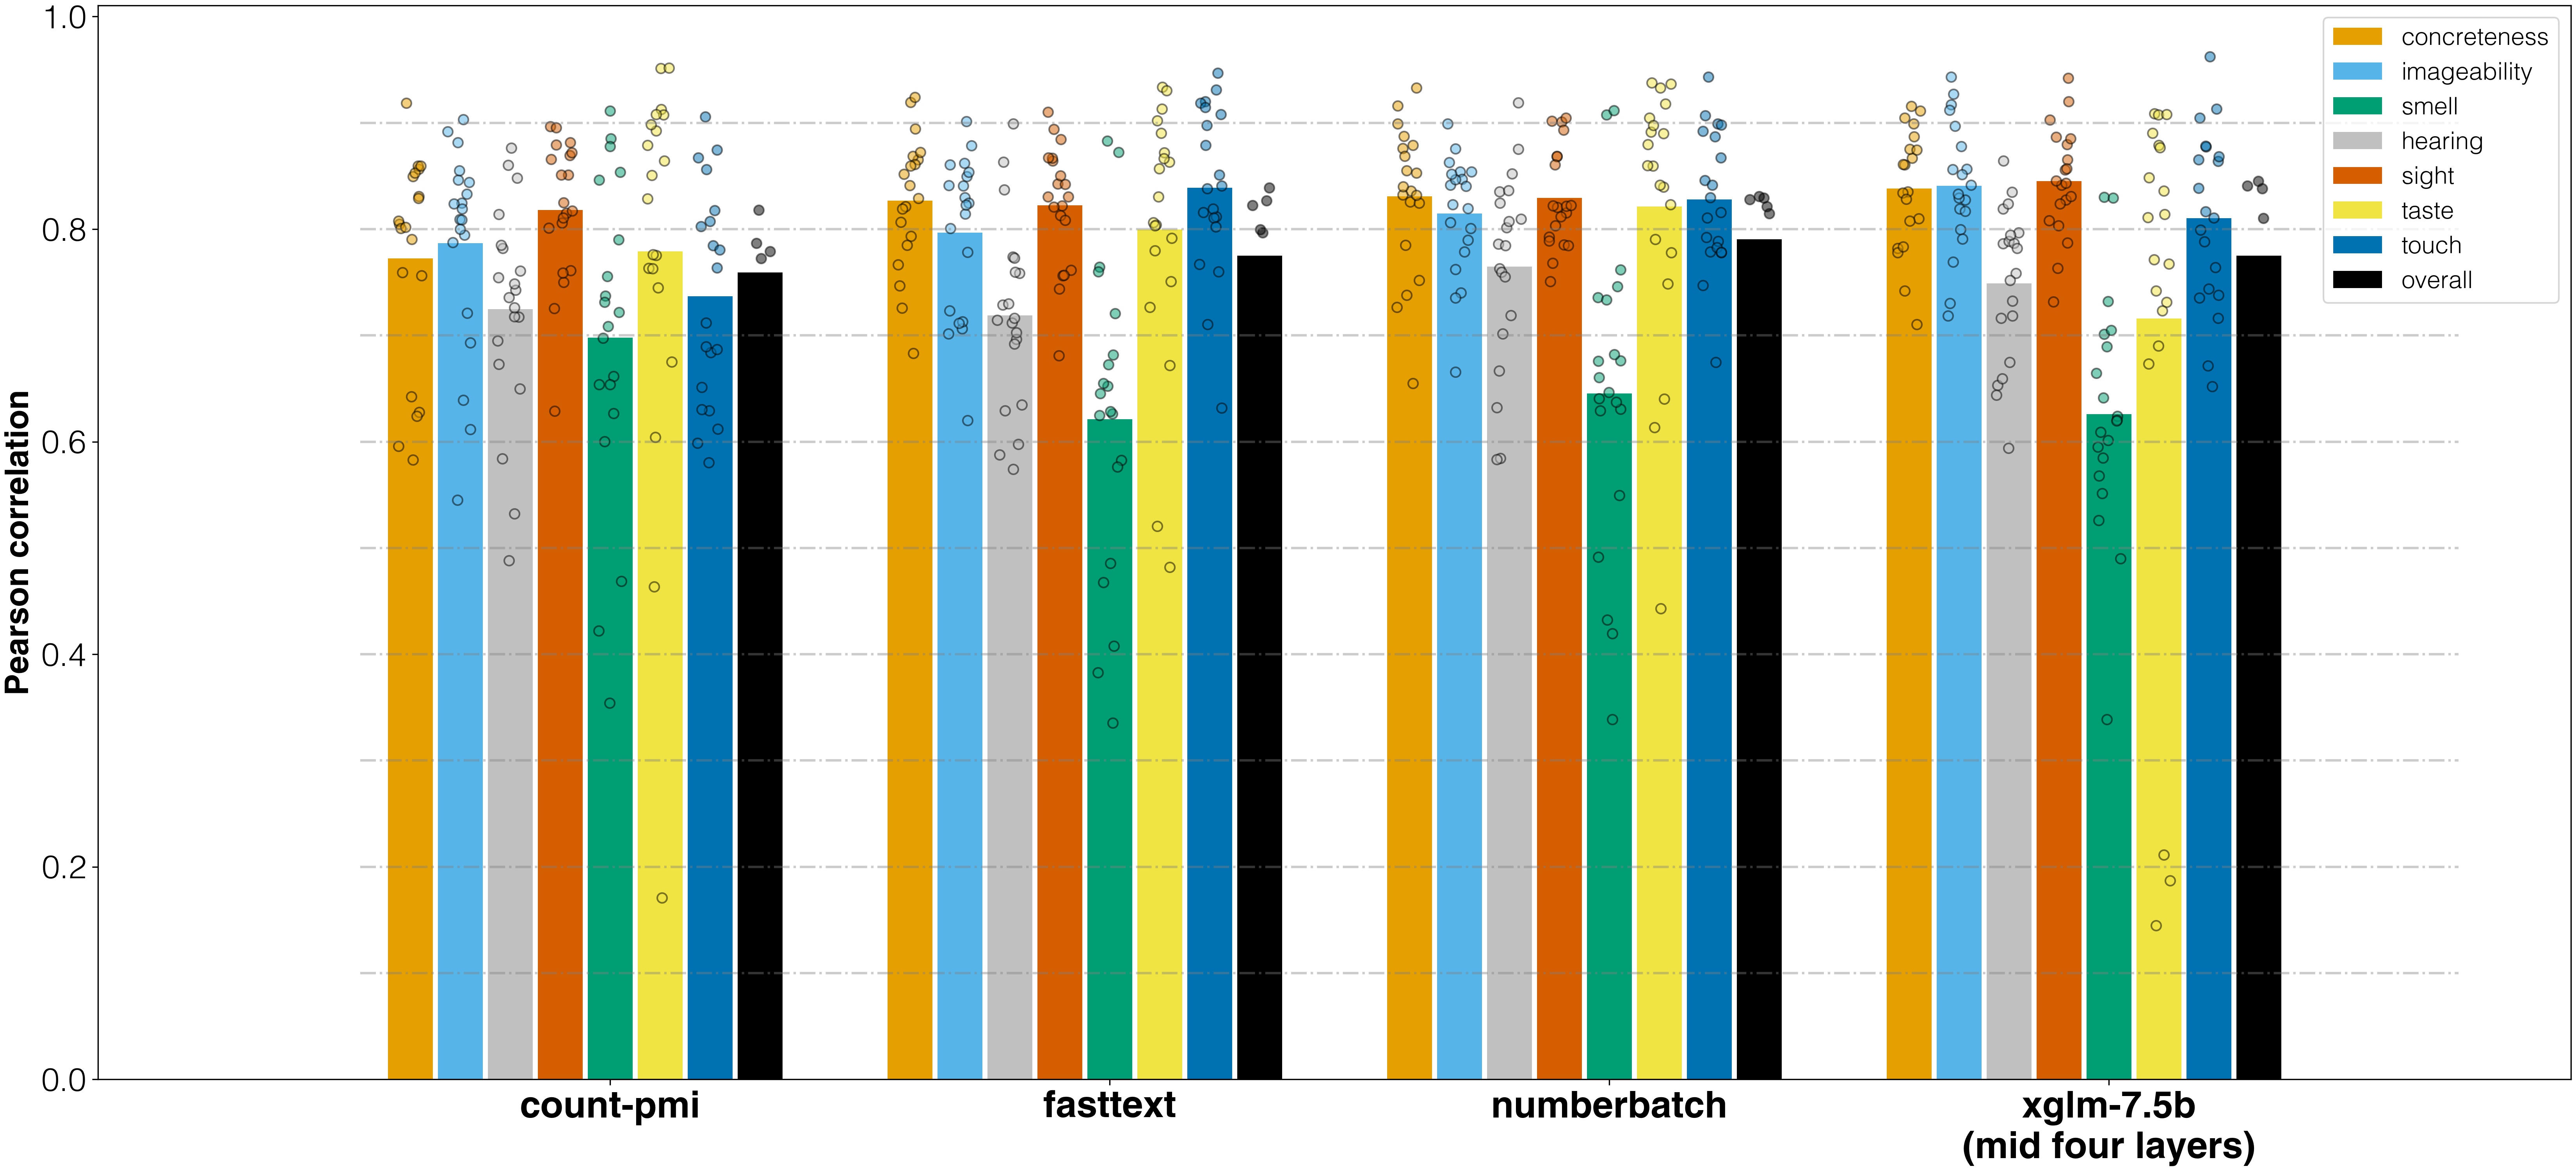 1.0
0.8
0.6
0.4
0.2
0.0
Pearson correlation
concreteness
imageability
smell
hearing
sight
taste
touch
overall
count-pmi
fasttext
numberbatch
xglm-7.5b
(mid four layers)